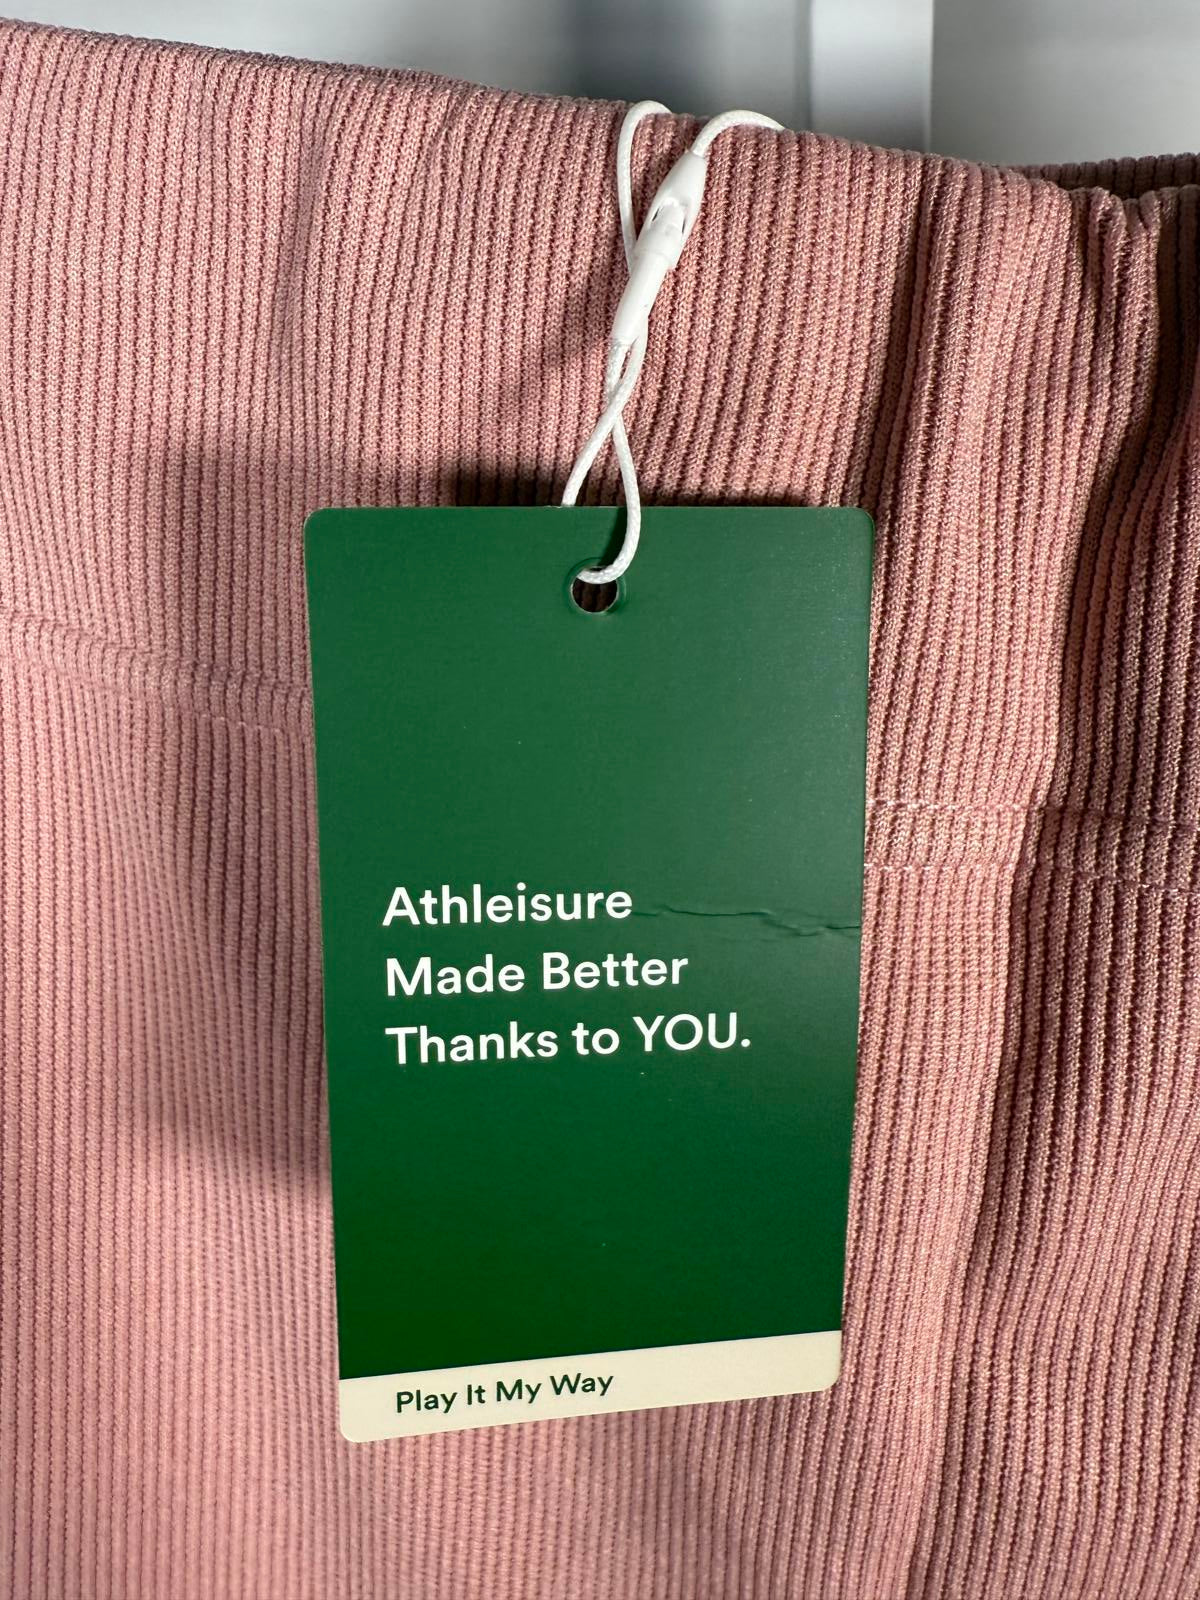 Athleisure
Made Better
Thanks to YOU.
Play It My Way